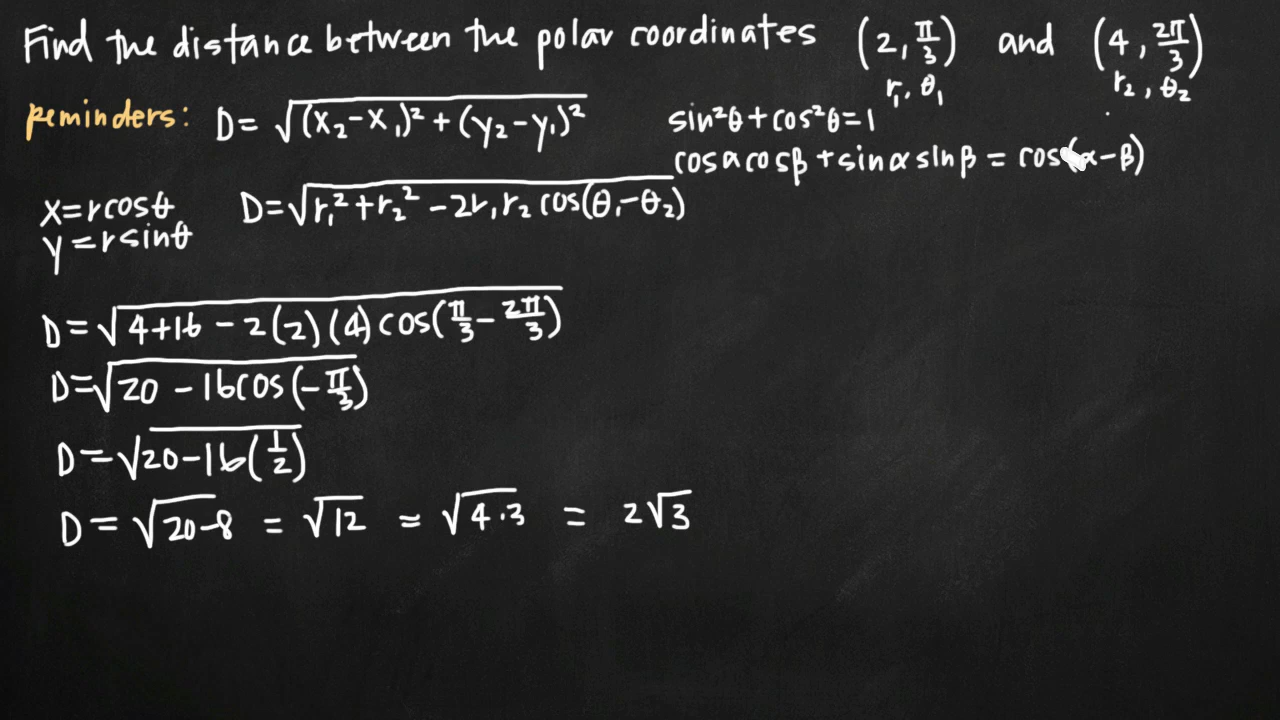 Find the distance between the polar coordinates (2, π/3) and (4, 2π/3)
r₁, θ₁ r₂, θ₂
reminders: D = √((x₂-x₁)² + (y₂-y₁)²) sin²θ + cos²θ = 1
cosα cosβ + sinα sinβ = cos(α-β)
x = r cosθ D = √(r₁² + r₂² - 2r₁r₂ cos(θ₁-θ₂))
y = r sinθ
D = √(4+16 - 2(2)(4) cos(π/3 - 2π/3))
D = √(20 - 16cos(-π/3))
D = √(20-16(1/2))
D = √(20-8) = √12 = √(4·3) = 2√3